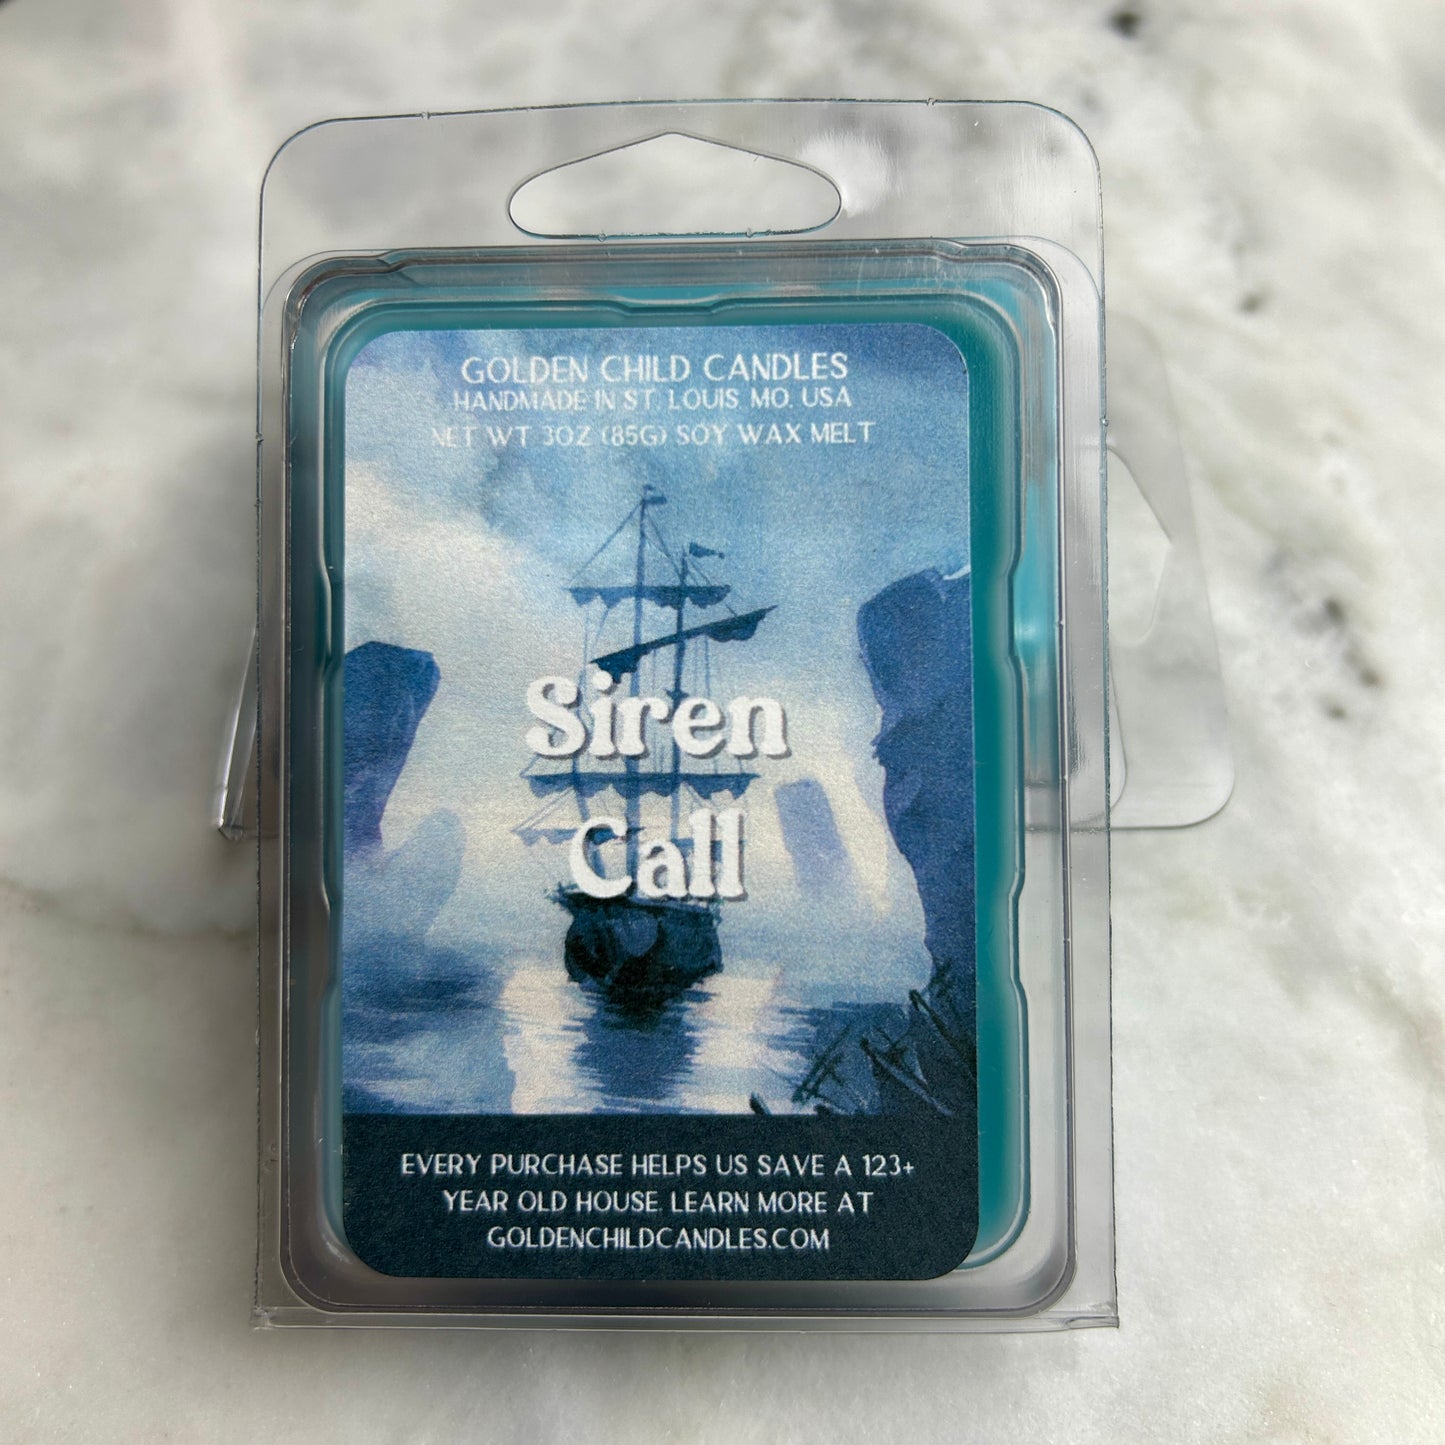 GOLDEN CHILD CANDLES
HANDMADE IN ST. LOUIS MO. USA
NET WT 3OZ (85G) SOY WAX MELT
Siren
Call
EVERY PURCHASE HELPS US SAVE A 123+
YEAR OLD HOUSE. LEARN MORE AT
GOLDENCHILDCANDLES.COM